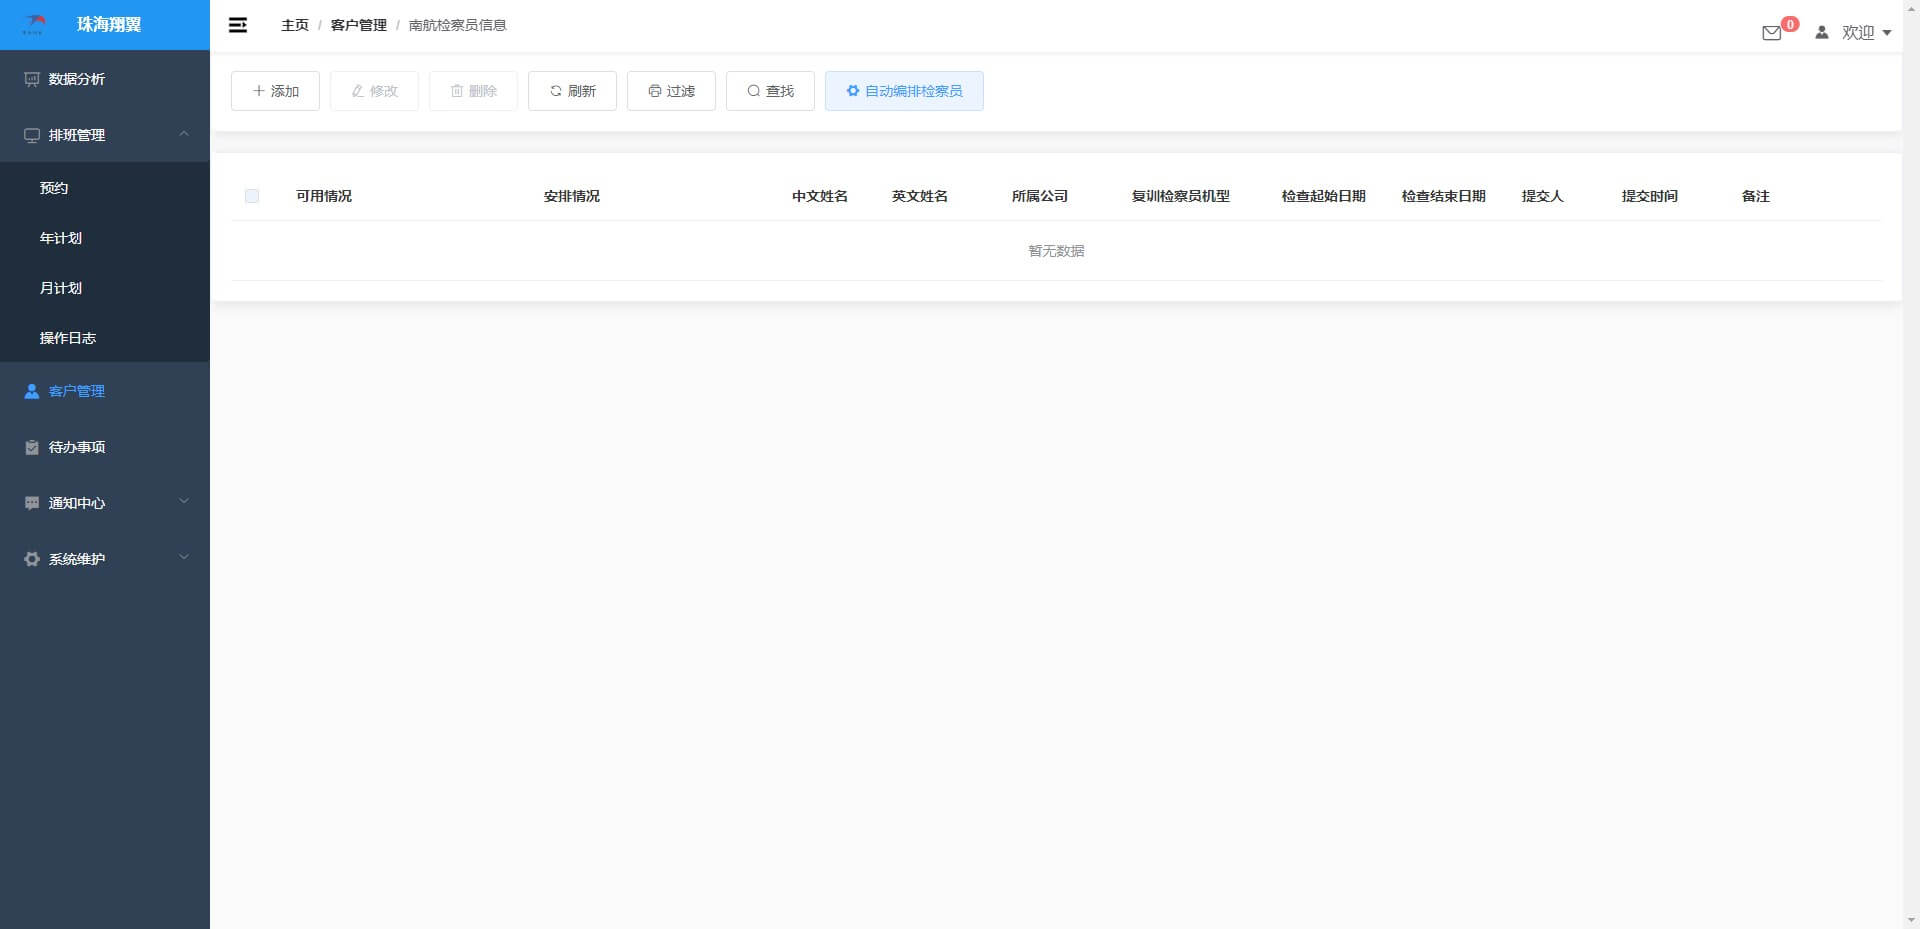 珠海翔翼
主页 / 客户管理 / 南航检察员信息
0
欢迎
数据分析
排班管理
预约
年计划
月计划
操作日志
客户管理
待办事项
通知中心
系统维护
添加 修改 删除 刷新 过滤 查找 自动编排检察员
可用情况 安排情况 中文姓名 英文姓名 所属公司 复训检察员机型 检查起始日期 检查结束日期 提交人 提交时间 备注
暂无数据